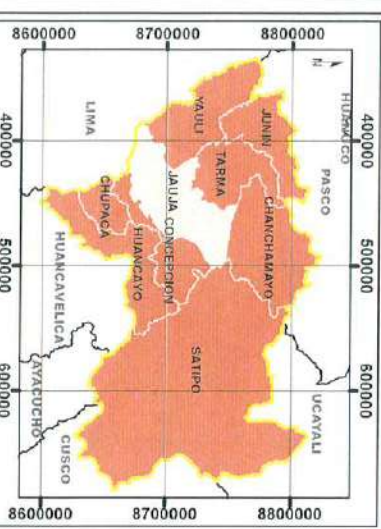 400000 500000 600000
N
HUANUCO
PASCO
UCAYALI
8800000 8800000
JUNIN
CHANCHAMAYO
TARMA
YAULI
SATIPO
8700000 8700000
JAUJA
CONCEPCION
HUANCAYO
CHUPACA
LIMA
HUANCAVELICA
CUSCO
AYACUCHO
8600000 8600000
400000 500000 600000